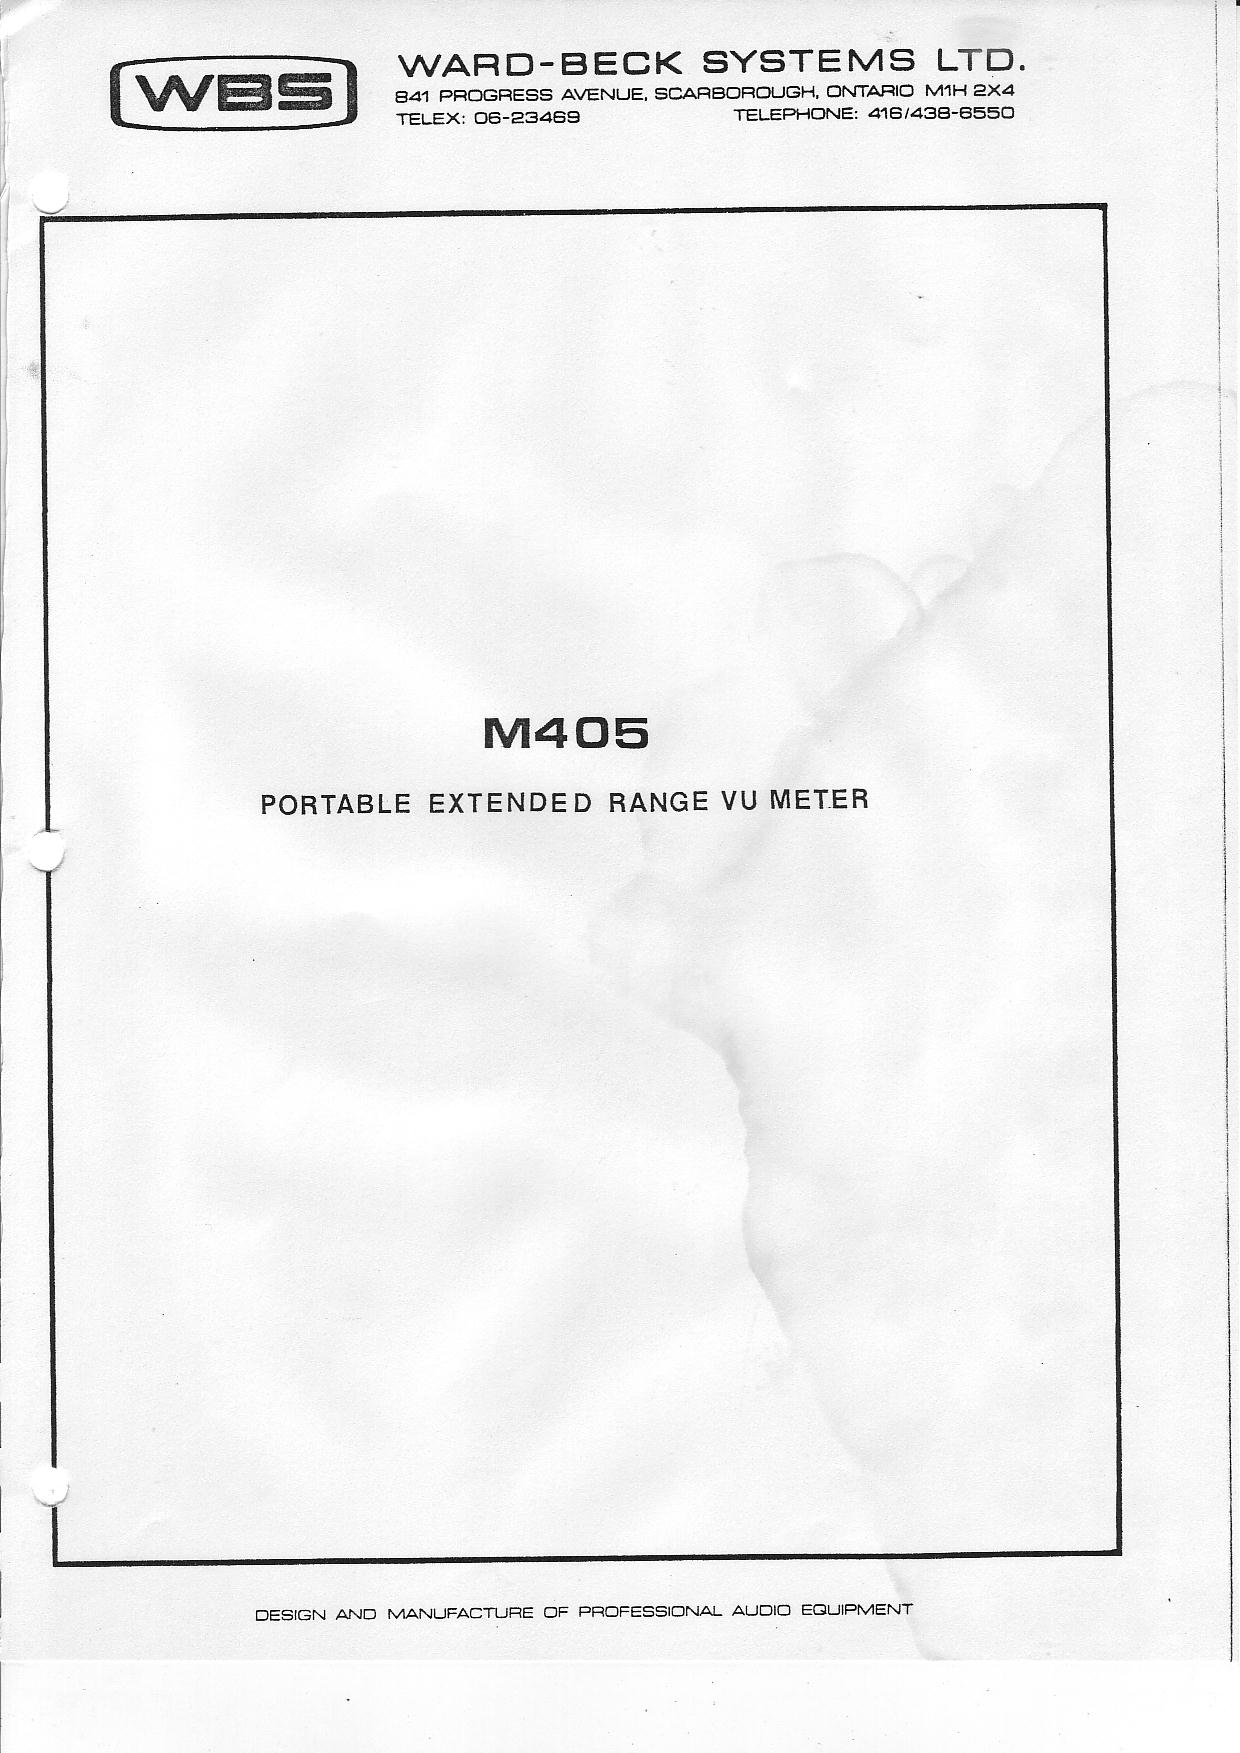 WBS
WARD-BECK SYSTEMS LTD.
841 PROGRESS AVENUE, SCARBOROUGH, ONTARIO M1H 2X4
TELEX: 06-23469 TELEPHONE: 416/438-6550
M405
PORTABLE EXTENDED RANGE VU METER
DESIGN AND MANUFACTURE OF PROFESSIONAL AUDIO EQUIPMENT